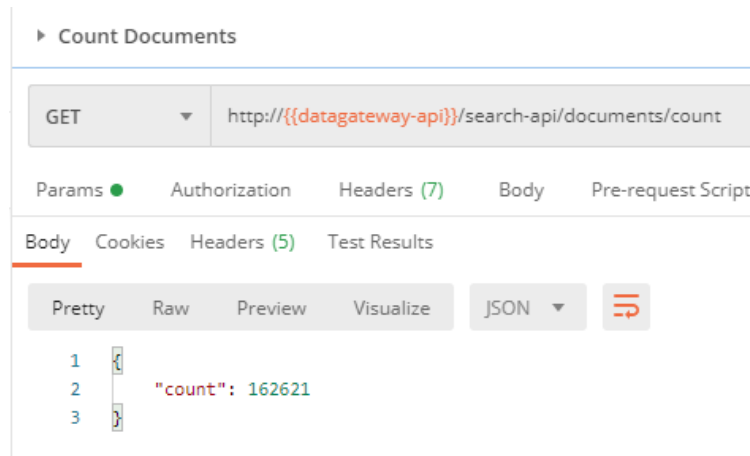 Count Documents
GET http://{{datagateway-api}}/search-api/documents/count
Params Authorization Headers (7) Body Pre-request Script
Body Cookies Headers (5) Test Results
Pretty Raw Preview Visualize JSON
1 {
2 "count": 162621
3 }